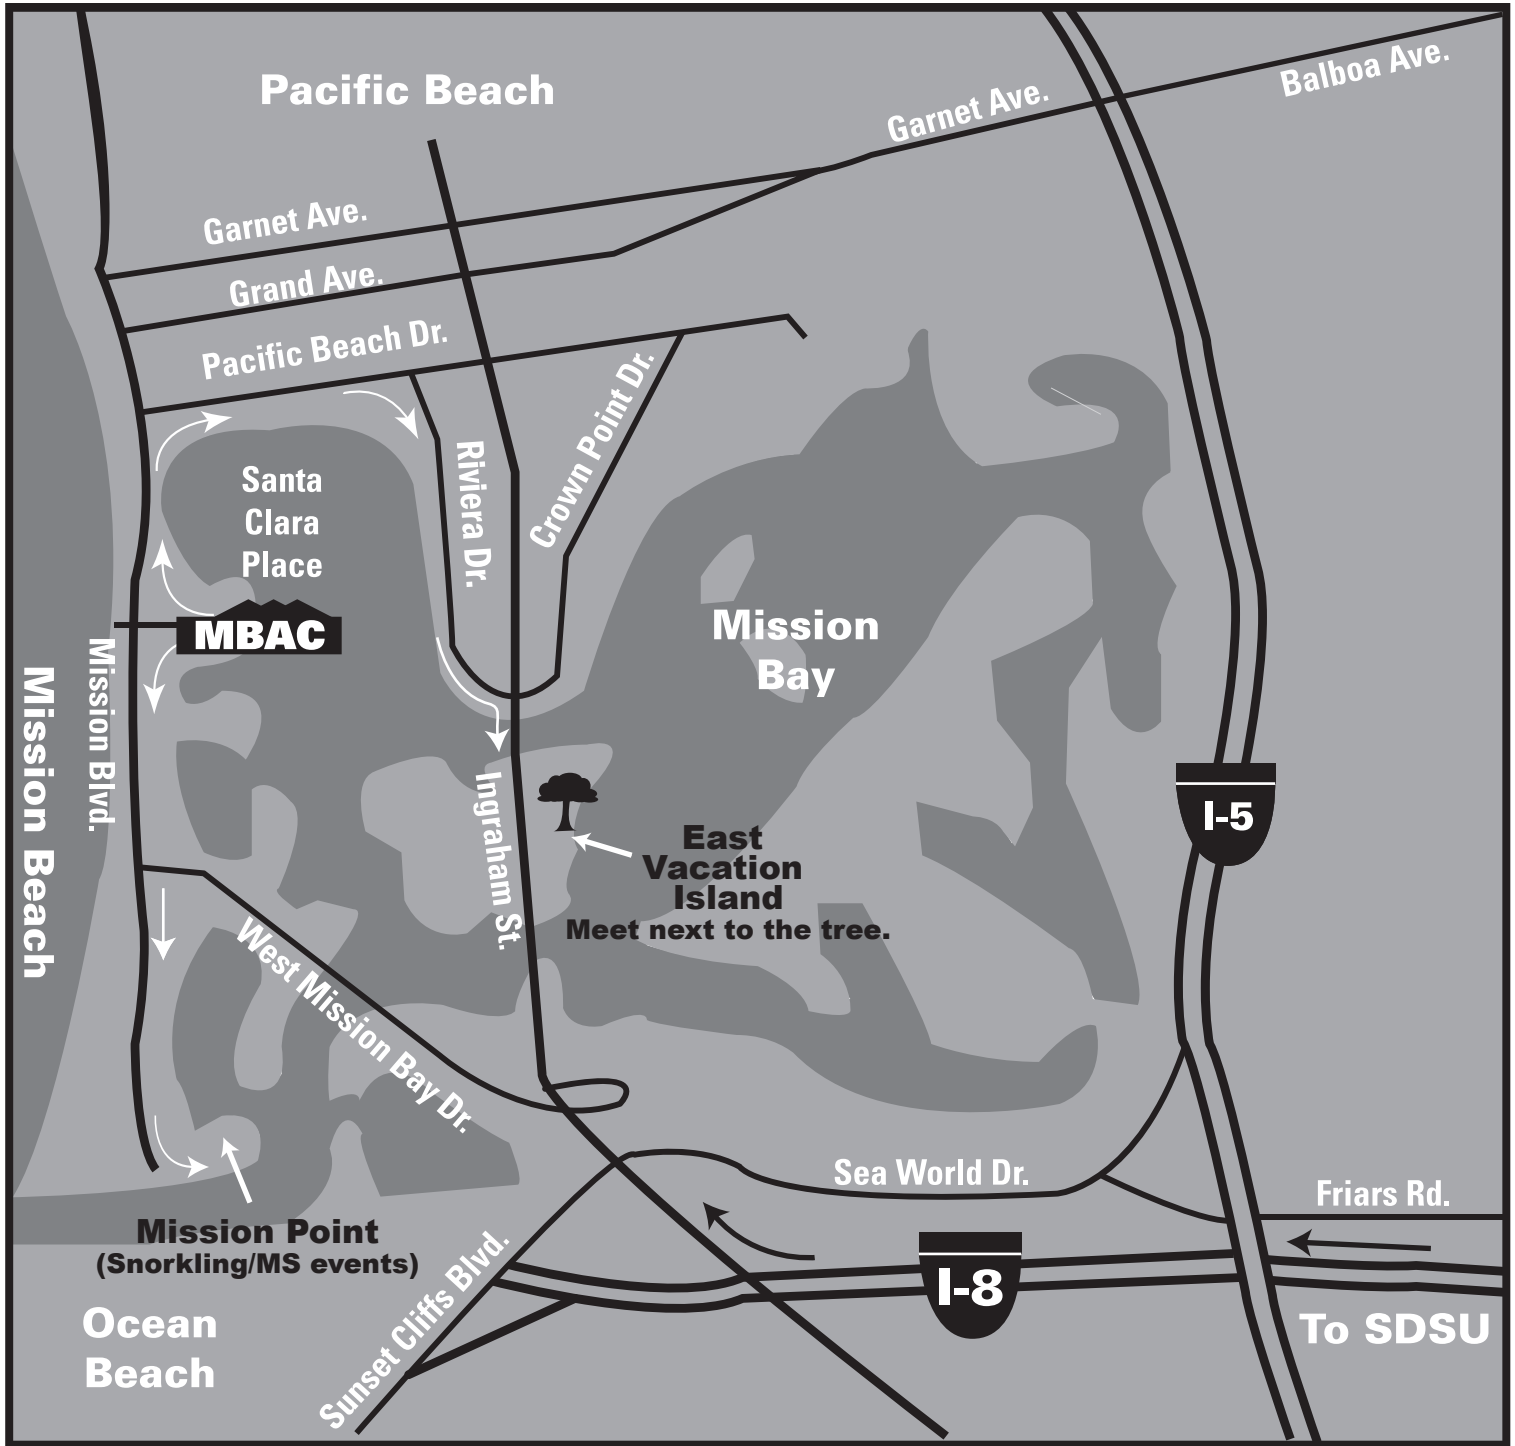 Pacific Beach
Balboa Ave.
Garnet Ave.
Garnet Ave.
Grand Ave.
Pacific Beach Dr.
Crown Point Dr.
Riviera Dr.
Santa
Clara
Place
MBAC
Mission
Bay
Mission Blvd.
Mission Beach
Ingraham St.
I-5
East
Vacation
Island
Meet next to the tree.
West Mission Bay Dr.
Sea World Dr.
Friars Rd.
Mission Point
(Snorkling/MS events)
Sunset Cliffs Blvd.
I-8
Ocean
Beach
To SDSU